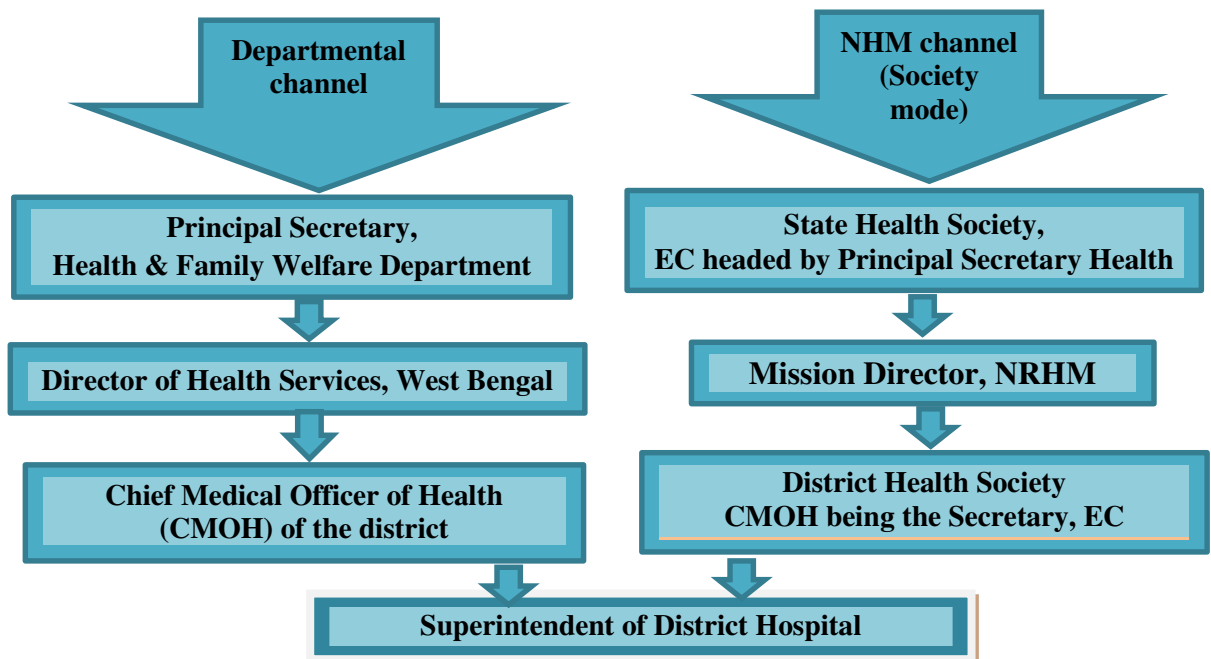 Departmental
channel
NHM channel
(Society
mode)
Principal Secretary,
Health & Family Welfare Department
State Health Society,
EC headed by Principal Secretary Health
Director of Health Services, West Bengal
Mission Director, NRHM
Chief Medical Officer of Health
(CMOH) of the district
District Health Society
CMOH being the Secretary, EC
Superintendent of District Hospital